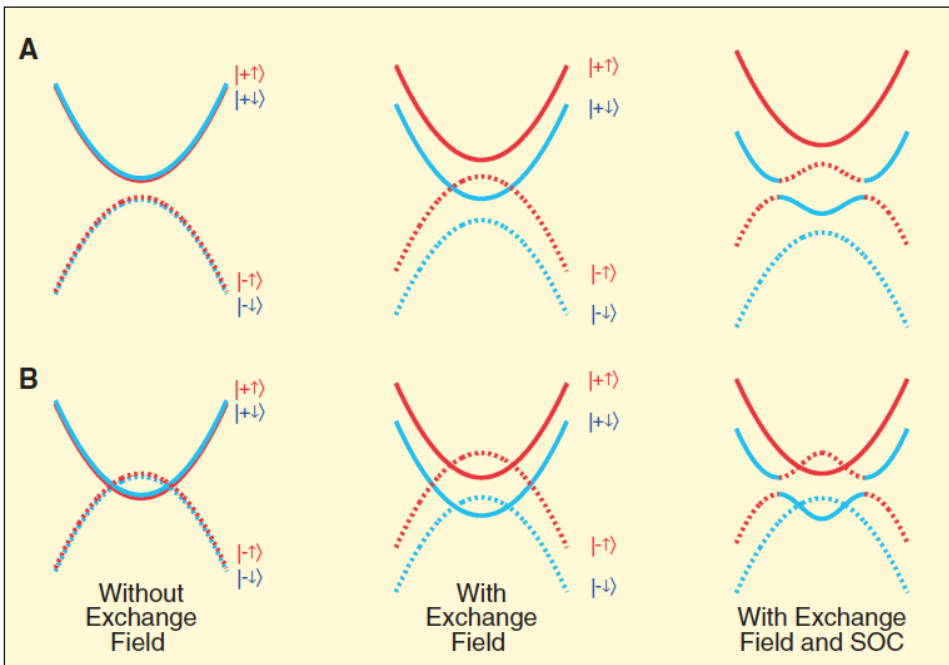 A
|+↑⟩
|+↓⟩
|-↑⟩
|-↓⟩
|+↑⟩
|+↓⟩
|-↑⟩
|-↓⟩
B
|+↑⟩
|+↓⟩
|-↑⟩
|-↓⟩
|+↑⟩
|+↓⟩
|-↑⟩
|-↓⟩
Without
Exchange
Field
With
Exchange
Field
With Exchange
Field and SOC